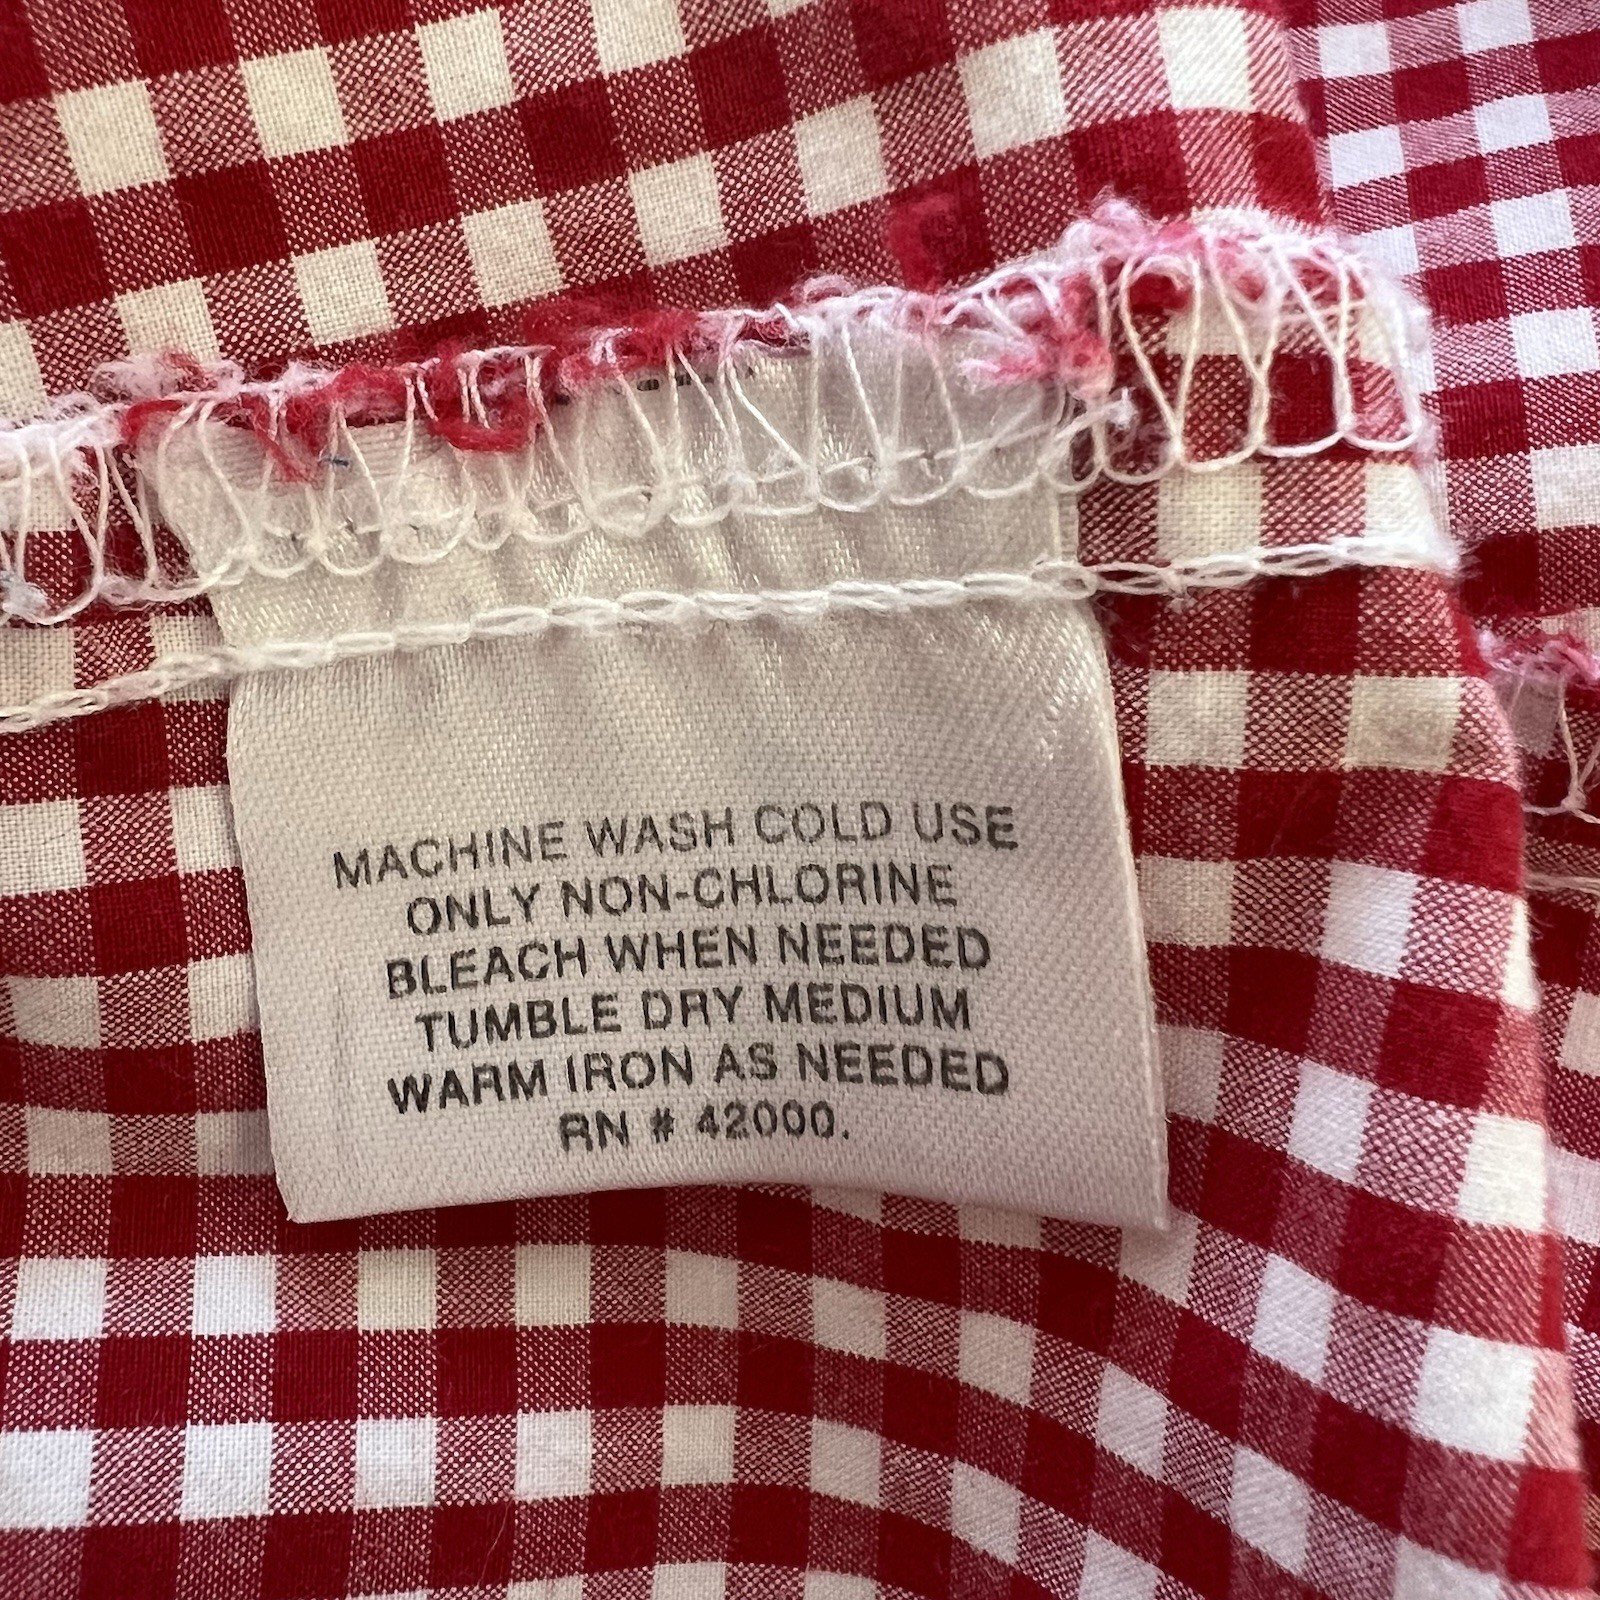 MACHINE WASH COLD USE
ONLY NON-CHLORINE
BLEACH WHEN NEEDED
TUMBLE DRY MEDIUM
WARM IRON AS NEEDED
RN # 42000.